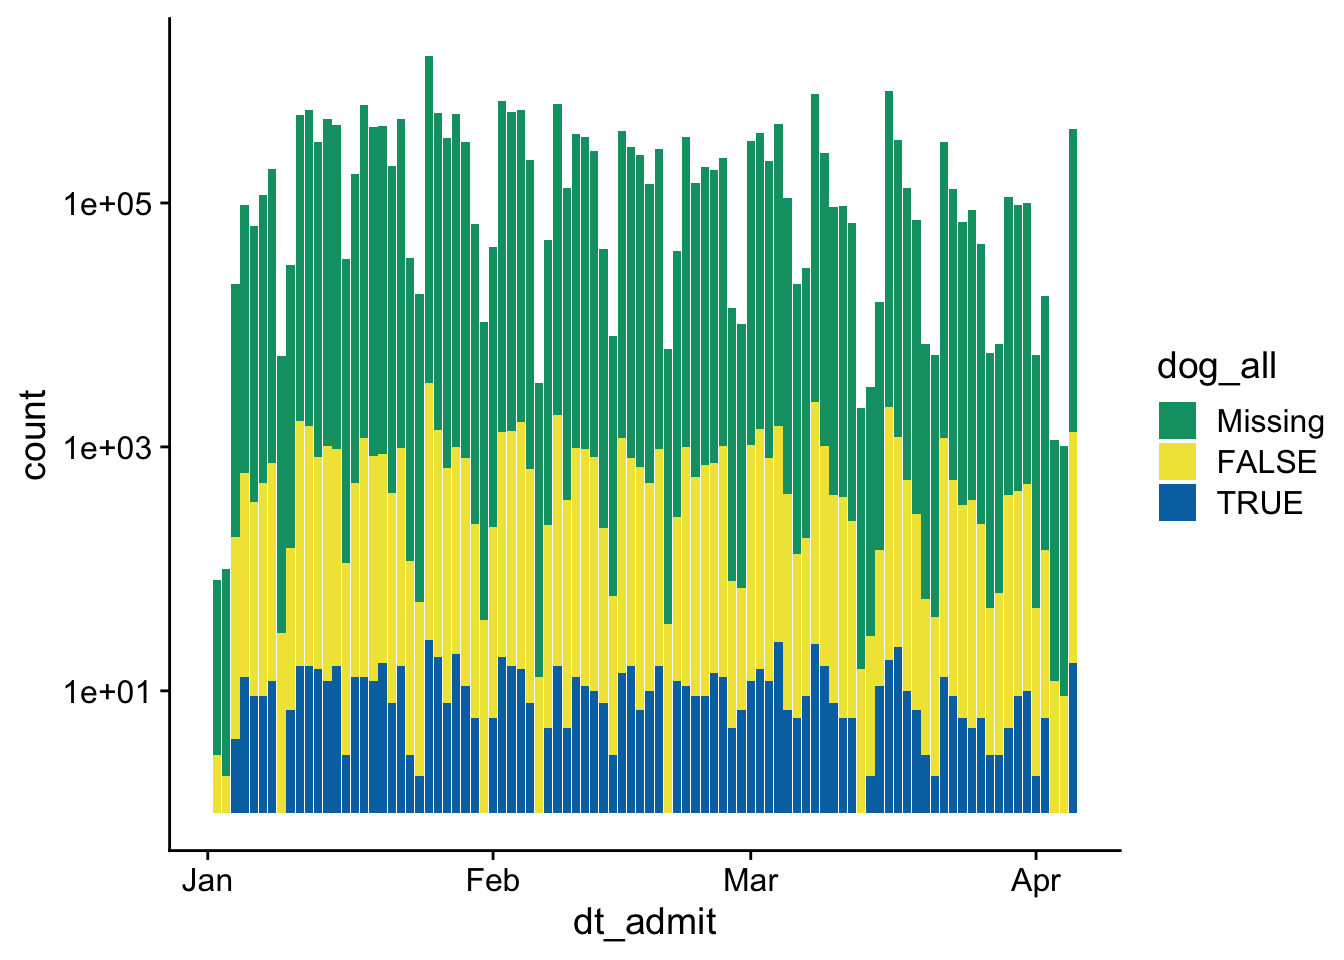 1e+05
1e+03
1e+01
count
Jan Feb Mar Apr
dt_admit
dog_all
Missing
FALSE
TRUE